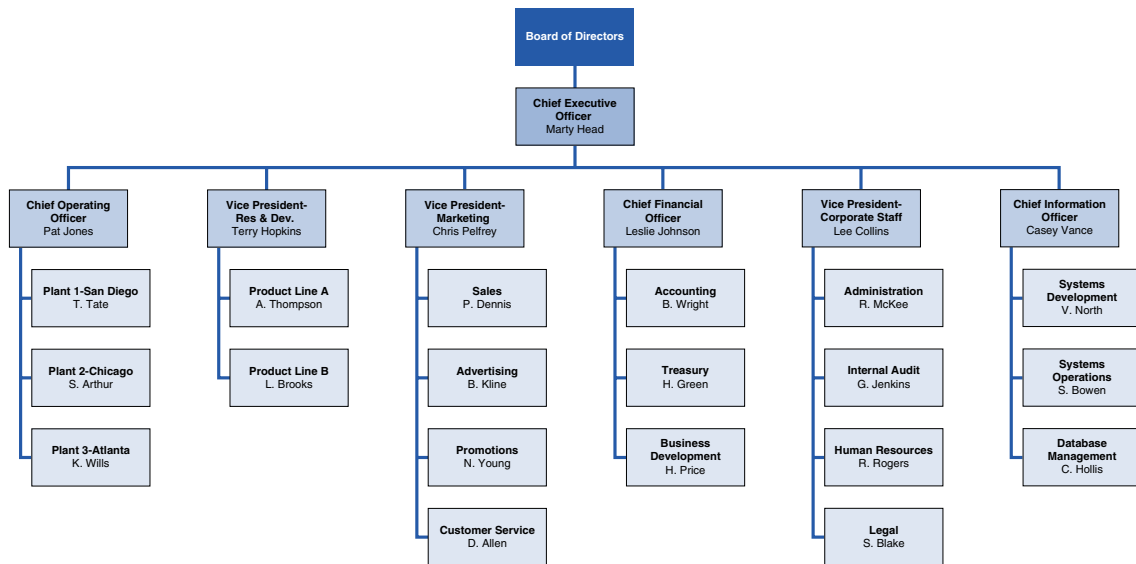 Board of Directors
Chief Executive
Officer
Marty Head
Chief Operating
Officer
Pat Jones
Vice President-
Res & Dev.
Terry Hopkins
Vice President-
Marketing
Chris Pelfrey
Chief Financial
Officer
Leslie Johnson
Vice President-
Corporate Staff
Lee Collins
Chief Information
Officer
Casey Vance
Plant 1-San Diego
T. Tate
Product Line A
A. Thompson
Sales
P. Dennis
Accounting
B. Wright
Administration
R. McKee
Systems
Development
V. North
Plant 2-Chicago
S. Arthur
Product Line B
L. Brooks
Advertising
B. Kline
Treasury
H. Green
Internal Audit
G. Jenkins
Systems
Operations
S. Bowen
Plant 3-Atlanta
K. Wills
Promotions
N. Young
Business
Development
H. Price
Human Resources
R. Rogers
Database
Management
C. Hollis
Customer Service
D. Allen
Legal
S. Blake